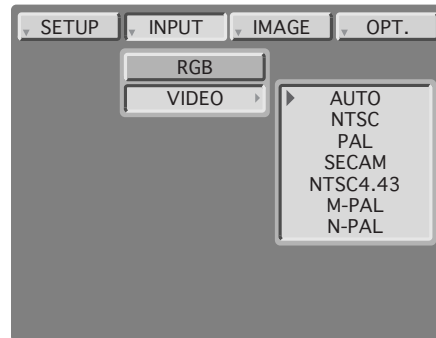 SETUP INPUT IMAGE OPT.
RGB
VIDEO AUTO
NTSC
PAL
SECAM
NTSC4.43
M-PAL
N-PAL